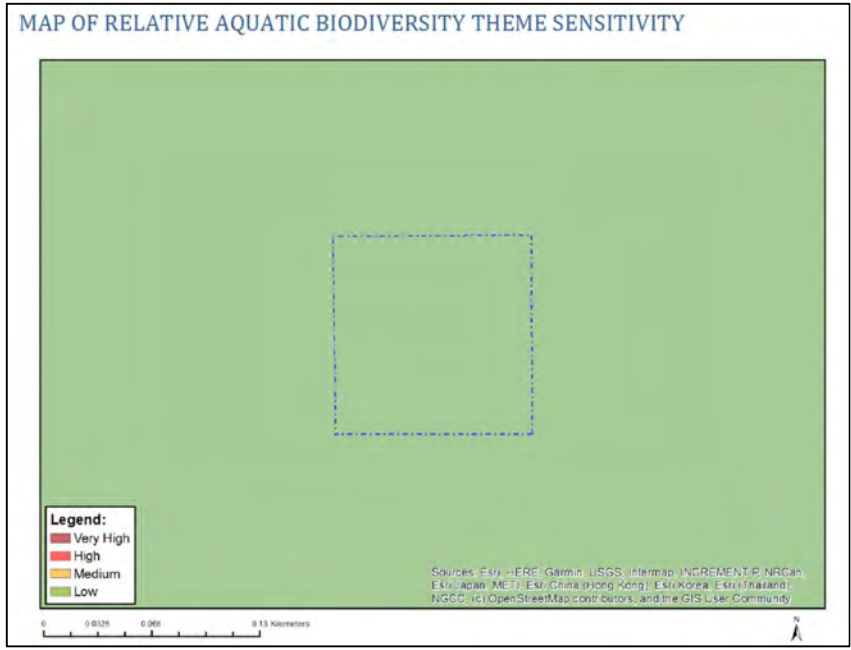 MAP OF RELATIVE AQUATIC BIODIVERSITY THEME SENSITIVITY
Legend:
Very High
High
Medium
Low
Sources: Esri, HERE, Garmin, USGS, Intermap, INCREMENT P, NRCan,
Esri Japan, METI, Esri China (Hong Kong), Esri Korea, Esri (Thailand),
NGCC, (c) OpenStreetMap contributors, and the GIS User Community
0 0.0325 0.065 0.13 Kilometers
N